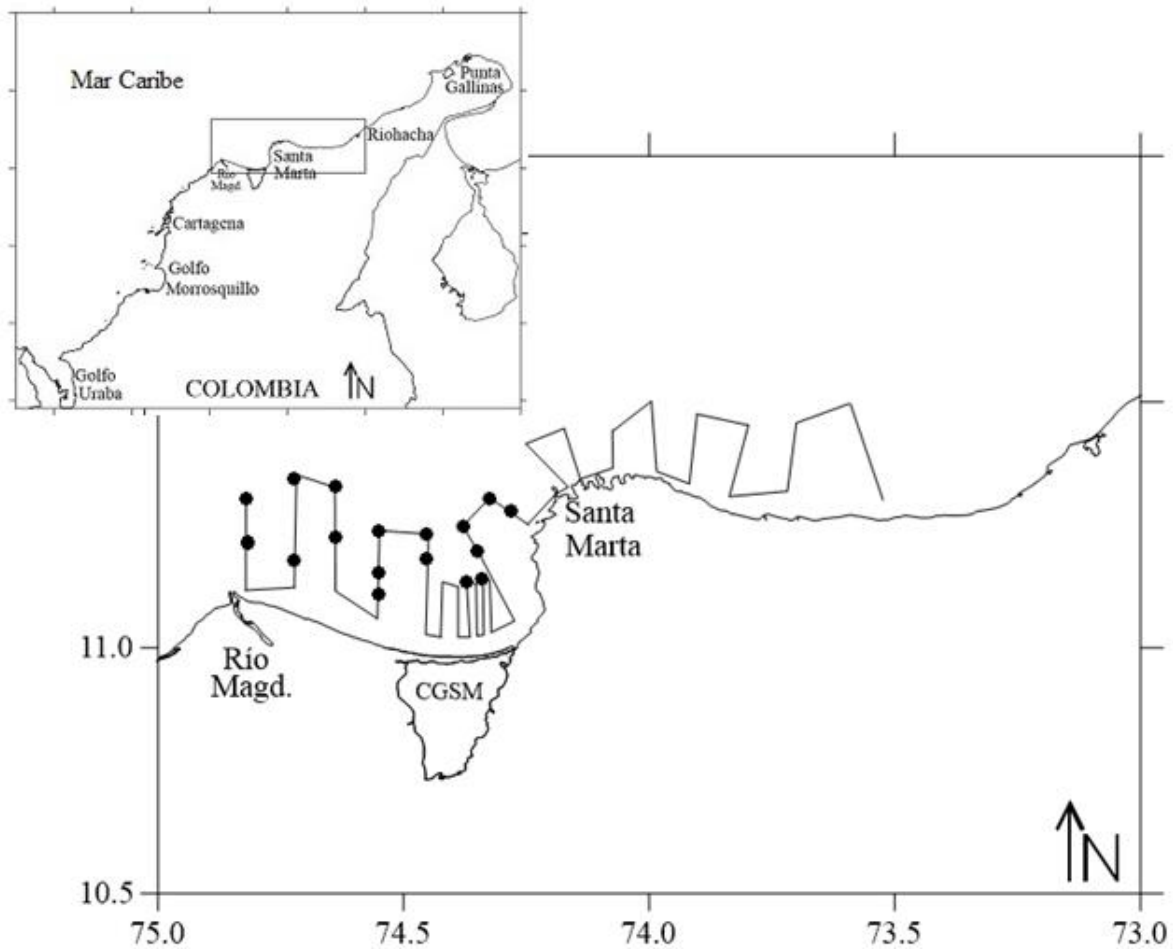 Mar Caribe
Punta
Gallinas
Riohacha
Santa
Marta
Río
Magd.
Cartagena
Golfo
Morrosquillo
Golfo
Uraba
COLOMBIA
N
Santa
Marta
11.0
Río
Magd.
CGSM
N
10.5
75.0
74.5
74.0
73.5
73.0